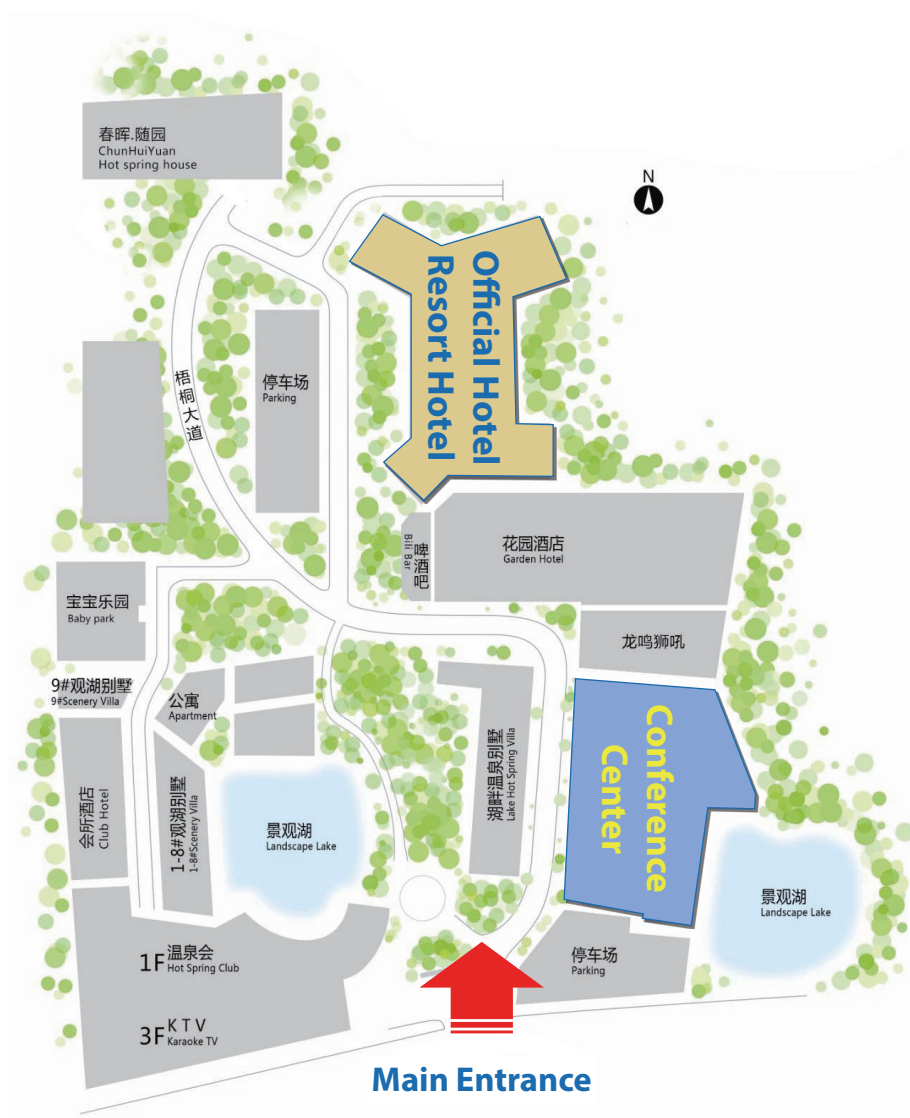 春晖.随园
ChunHuiYuan
Hot spring house
N
Official Hotel
Resort Hotel
梧桐大道
停车场
Parking
啤酒吧
Bili Bar
花园酒店
Garden Hotel
宝宝乐园
Baby park
龙鸣狮吼
9#观湖别墅
9#Scenery Villa
公寓
Apartment
会所酒店
Club Hotel
1-8#观湖别墅
1-8#Scenery Villa
景观湖
Landscape Lake
湖畔温泉别墅
Lake Hot Spring Villa
Conference
Center
景观湖
Landscape Lake
1F 温泉会
Hot Spring Club
停车场
Parking
3F K T V
Karaoke TV
Main Entrance